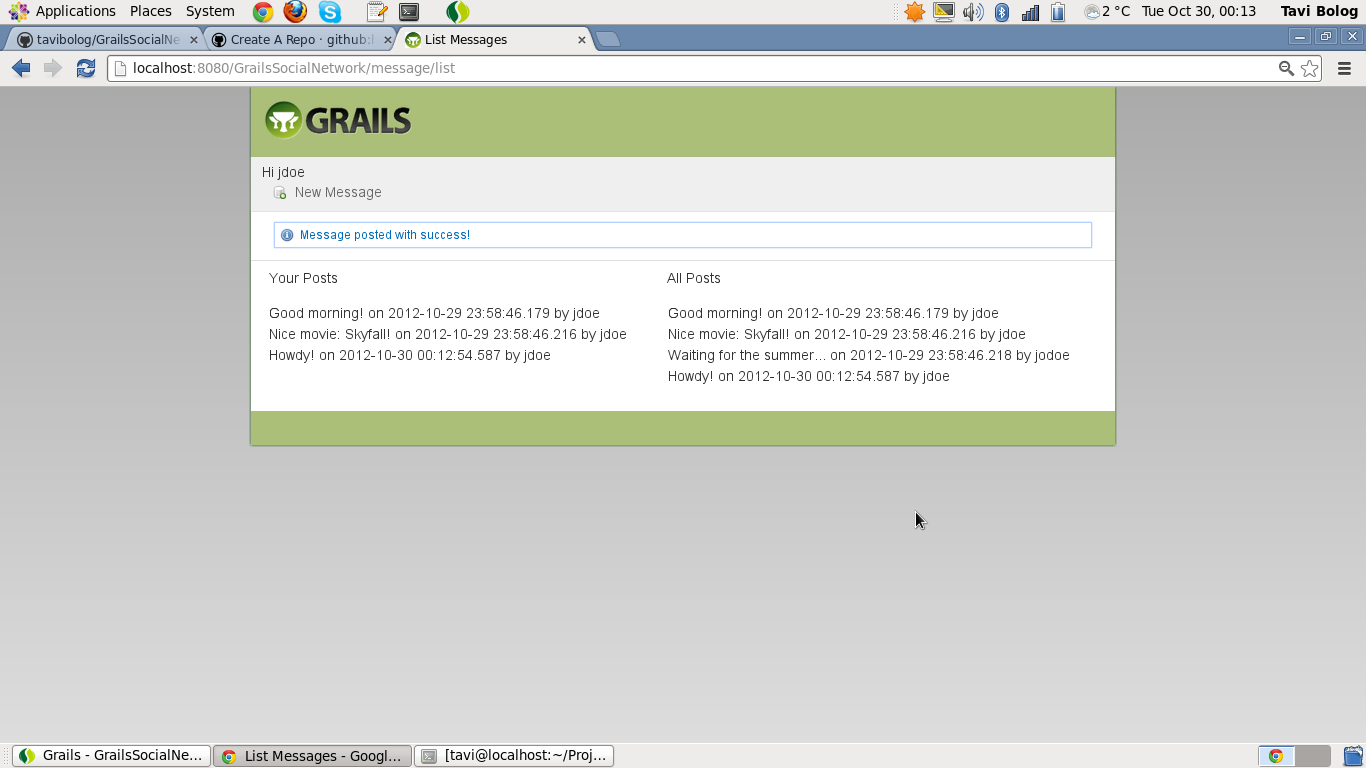 Applications Places System 2 °C Tue Oct 30, 00:13 Tavi Bolog
tavibolog/GrailsSocialNe Create A Repo · github: List Messages
localhost:8080/GrailsSocialNetwork/message/list
GRAILS
Hi jdoe
New Message
Message posted with success!
Your Posts
Good morning! on 2012-10-29 23:58:46.179 by jdoe
Nice movie: Skyfall! on 2012-10-29 23:58:46.216 by jdoe
Howdy! on 2012-10-30 00:12:54.587 by jdoe
All Posts
Good morning! on 2012-10-29 23:58:46.179 by jdoe
Nice movie: Skyfall! on 2012-10-29 23:58:46.216 by jdoe
Waiting for the summer... on 2012-10-29 23:58:46.218 by jodoe
Howdy! on 2012-10-30 00:12:54.587 by jdoe
Grails - GrailsSocialNe... List Messages - Googl... [tavi@localhost:~/Proj...